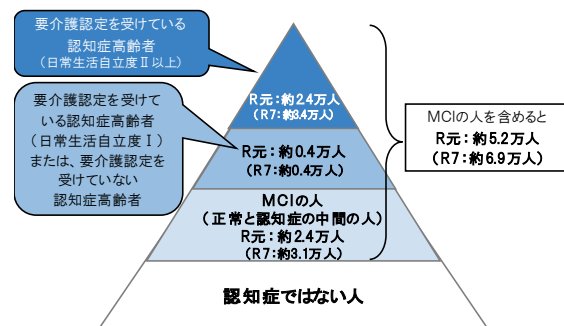 要介護認定を受けている
認知症高齢者
（日常生活自立度Ⅱ以上）
要介護認定を受けて
いる認知症高齢者
（日常生活自立度Ⅰ）
または、要介護認定を
受けていない
認知症高齢者
R元：約2.4万人
（R7：約3.4万人）
R元：約0.4万人
（R7：約0.4万人）
MCIの人
（正常と認知症の中間の人）
R元：約2.4万人
（R7：約3.1万人）
認知症ではない人
MCIの人を含めると
R元：約5.2万人
（R7：約6.9万人）